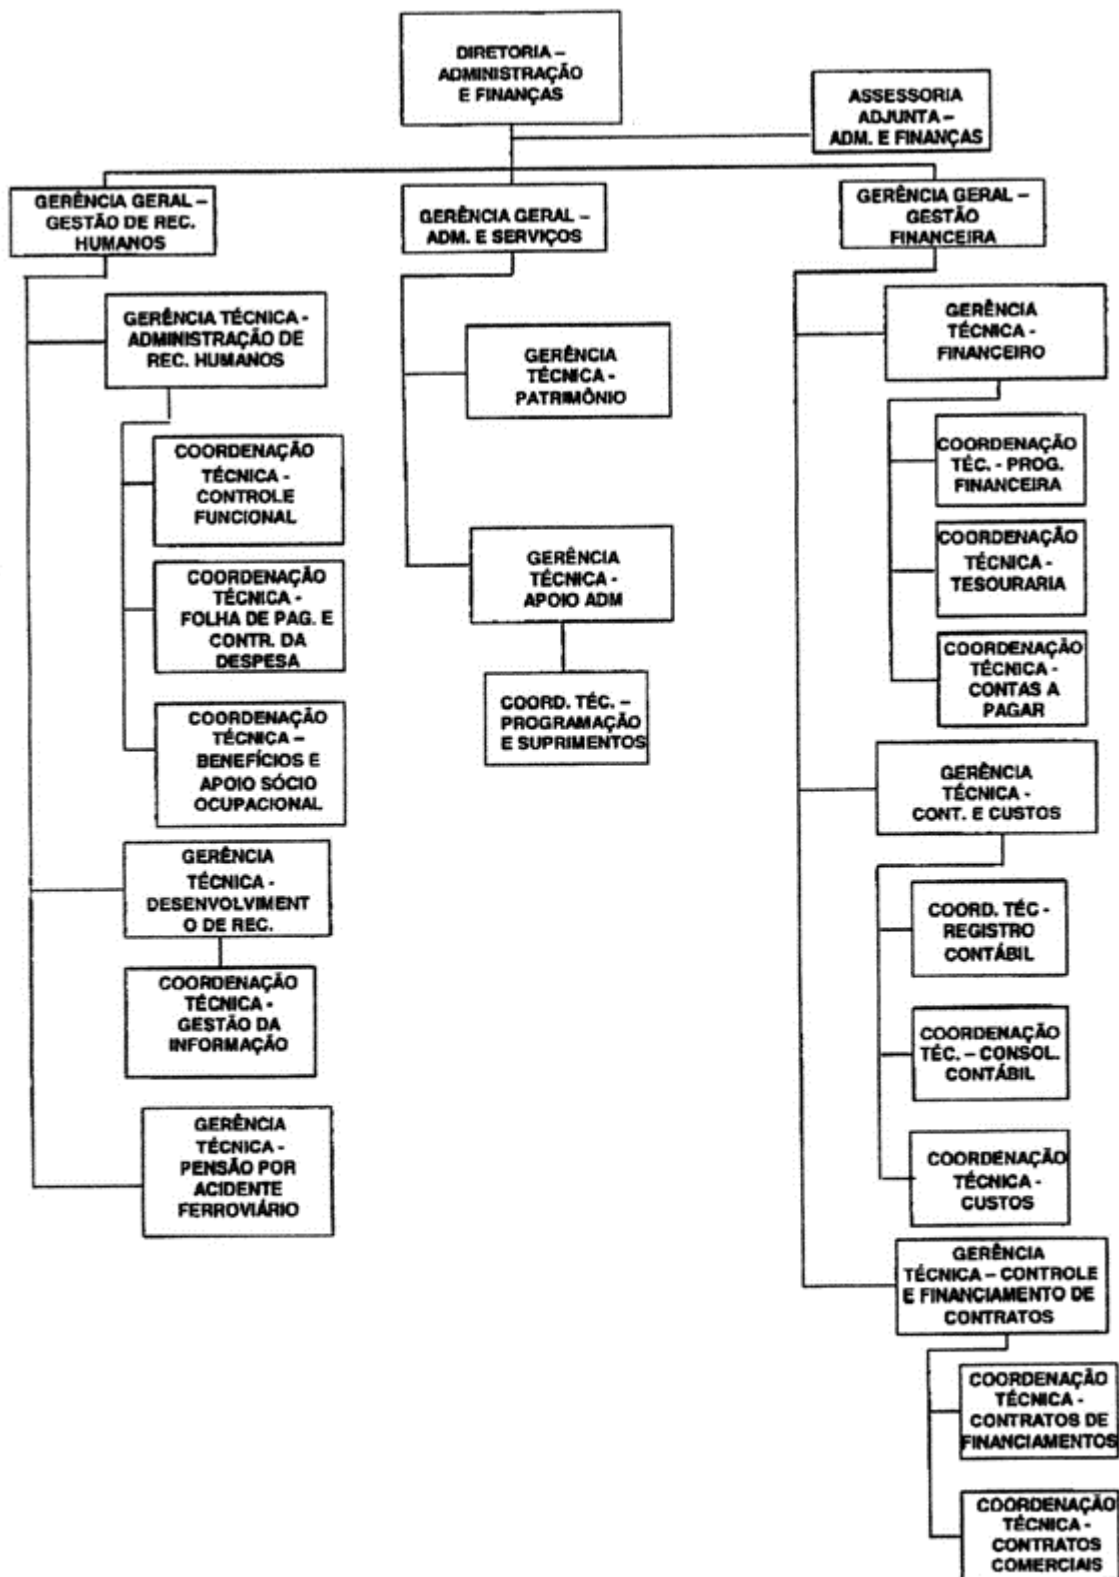 DIRETORIA –
ADMINISTRAÇÃO
E FINANÇAS
ASSESSORIA
ADJUNTA –
ADM. E FINANÇAS
GERÊNCIA GERAL –
GESTÃO DE REC.
HUMANOS
GERÊNCIA GERAL –
ADM. E SERVIÇOS
GERÊNCIA GERAL –
GESTÃO
FINANCEIRA
GERÊNCIA TÉCNICA -
ADMINISTRAÇÃO DE
REC. HUMANOS
COORDENAÇÃO
TÉCNICA -
CONTROLE
FUNCIONAL
COORDENAÇÃO
TÉCNICA -
FOLHA DE PAG. E
CONTR. DA
DESPESA
COORDENAÇÃO
TÉCNICA –
BENEFÍCIOS E
APOIO SÓCIO
OCUPACIONAL
GERÊNCIA
TÉCNICA -
DESENVOLVIMENT
O DE REC.
COORDENAÇÃO
TÉCNICA -
GESTÃO DA
INFORMAÇÃO
GERÊNCIA
TÉCNICA -
PENSÃO POR
ACIDENTE
FERROVIÁRIO
GERÊNCIA
TÉCNICA -
PATRIMÔNIO
GERÊNCIA
TÉCNICA -
APOIO ADM
COORD. TÉC. –
PROGRAMAÇÃO
E SUPRIMENTOS
GERÊNCIA
TÉCNICA -
FINANCEIRO
COORDENAÇÃO
TÉC. - PROG.
FINANCEIRA
COORDENAÇÃO
TÉCNICA -
TESOURARIA
COORDENAÇÃO
TÉCNICA -
CONTAS A
PAGAR
GERÊNCIA
TÉCNICA -
CONT. E CUSTOS
COORD. TÉC -
REGISTRO
CONTÁBIL
COORDENAÇÃO
TÉC. – CONSOL.
CONTÁBIL
COORDENAÇÃO
TÉCNICA -
CUSTOS
GERÊNCIA
TÉCNICA – CONTROLE
E FINANCIAMENTO DE
CONTRATOS
COORDENAÇÃO
TÉCNICA -
CONTRATOS DE
FINANCIAMENTOS
COORDENAÇÃO
TÉCNICA -
CONTRATOS
COMERCIAIS